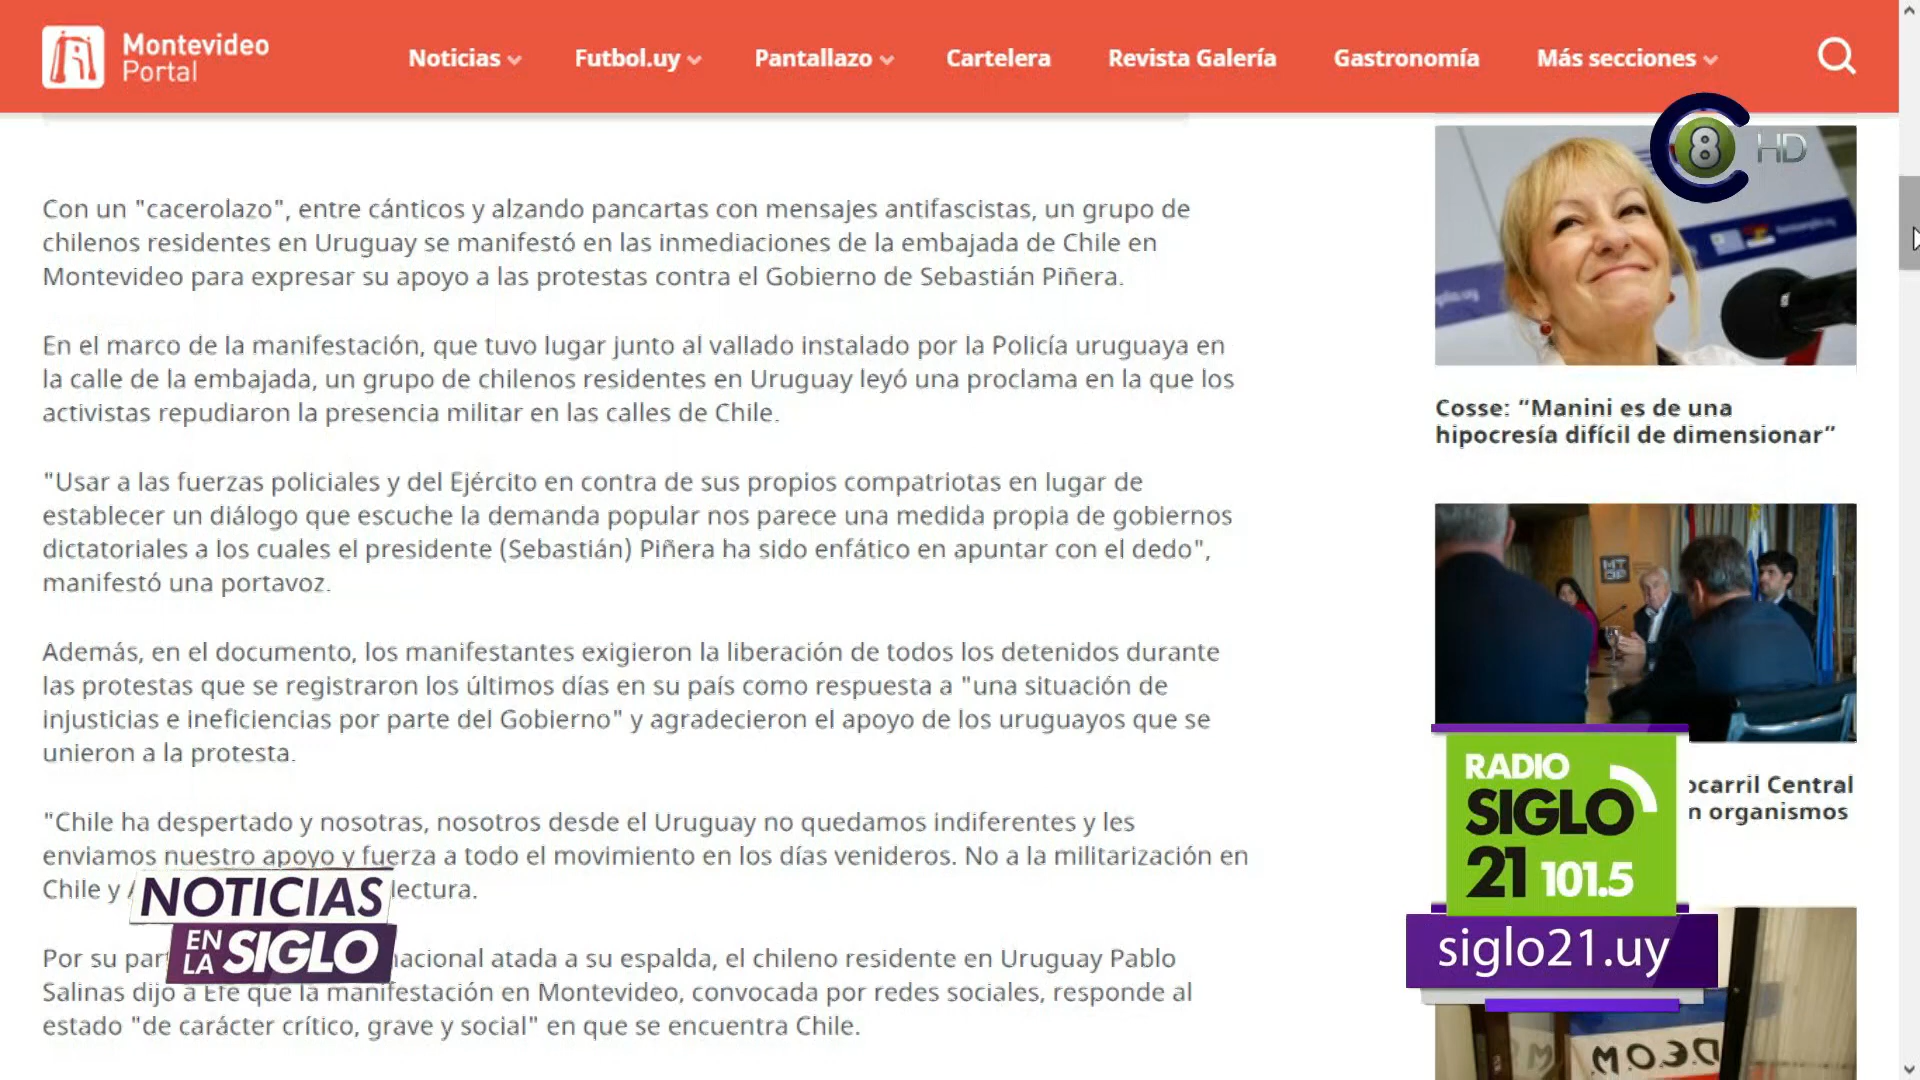 Montevideo
Portal
Noticias
Futbol.uy
Pantallazo
Cartelera
Revista Galería
Gastronomía
Más secciones
8 HD
Con un "cacerolazo", entre cánticos y alzando pancartas con mensajes antifascistas, un grupo de
chilenos residentes en Uruguay se manifestó en las inmediaciones de la embajada de Chile en
Montevideo para expresar su apoyo a las protestas contra el Gobierno de Sebastián Piñera.
En el marco de la manifestación, que tuvo lugar junto al vallado instalado por la Policía uruguaya en
la calle de la embajada, un grupo de chilenos residentes en Uruguay leyó una proclama en la que los
activistas repudiaron la presencia militar en las calles de Chile.
"Usar a las fuerzas policiales y del Ejército en contra de sus propios compatriotas en lugar de
establecer un diálogo que escuche la demanda popular nos parece una medida propia de gobiernos
dictatoriales a los cuales el presidente (Sebastián) Piñera ha sido enfático en apuntar con el dedo",
manifestó una portavoz.
Además, en el documento, los manifestantes exigieron la liberación de todos los detenidos durante
las protestas que se registraron los últimos días en su país como respuesta a "una situación de
injusticias e ineficiencias por parte del Gobierno" y agradecieron el apoyo de los uruguayos que se
unieron a la protesta.
"Chile ha despertado y nosotras, nosotros desde el Uruguay no quedamos indiferentes y les
enviamos nuestro apoyo y fuerza a todo el movimiento en los días venideros. No a la militarización en
Chile y
lectura.
Por su
nacional atada a su espalda, el chileno residente en Uruguay Pablo
Salinas dijo a Efe que la manifestación en Montevideo, convocada por redes sociales, responde al
estado "de carácter crítico, grave y social" en que se encuentra Chile.
NOTICIAS
EN LA SIGLO
Cosse: “Manini es de una
hipocresía difícil de dimensionar”
MT
OP
Central
n organismos
RADIO
SIGLO
21 101.5
siglo21.uy